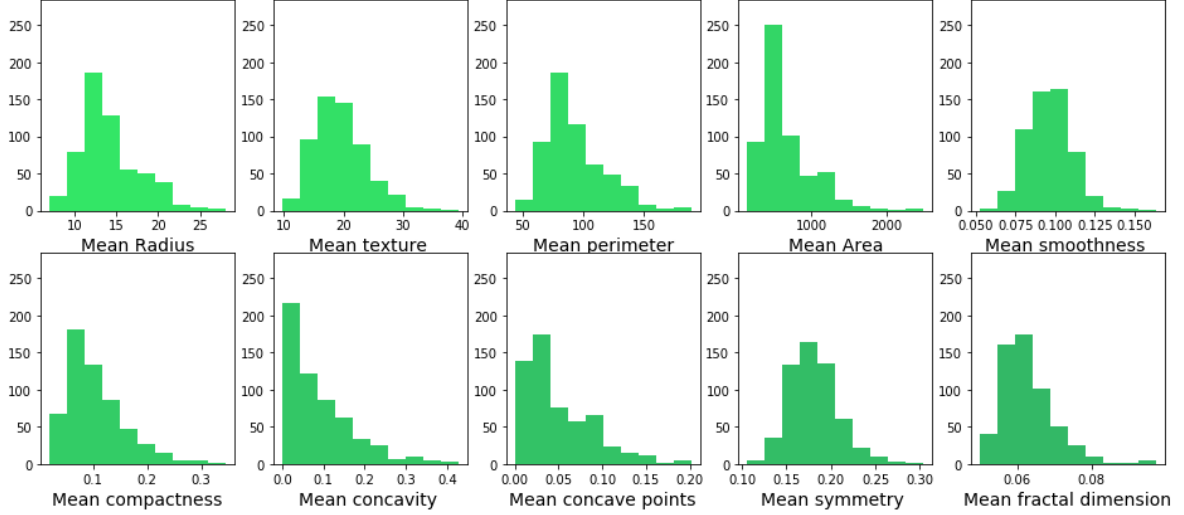 250 250 250 250 250
200 200 200 200 200
150 150 150 150 150
100 100 100 100 100
50 50 50 50 50
0 0 0 0 0
10 15 20 25 10 20 30 40 50 100 150 1000 2000 0.050 0.075 0.100 0.125 0.150
Mean Radius Mean texture Mean perimeter Mean Area Mean smoothness
250 250 250 250 250
200 200 200 200 200
150 150 150 150 150
100 100 100 100 100
50 50 50 50 50
0 0 0 0 0
0.1 0.2 0.3 0.0 0.1 0.2 0.3 0.4 0.00 0.05 0.10 0.15 0.20 0.10 0.15 0.20 0.25 0.30 0.06 0.08
Mean compactness Mean concavity Mean concave points Mean symmetry Mean fractal dimension